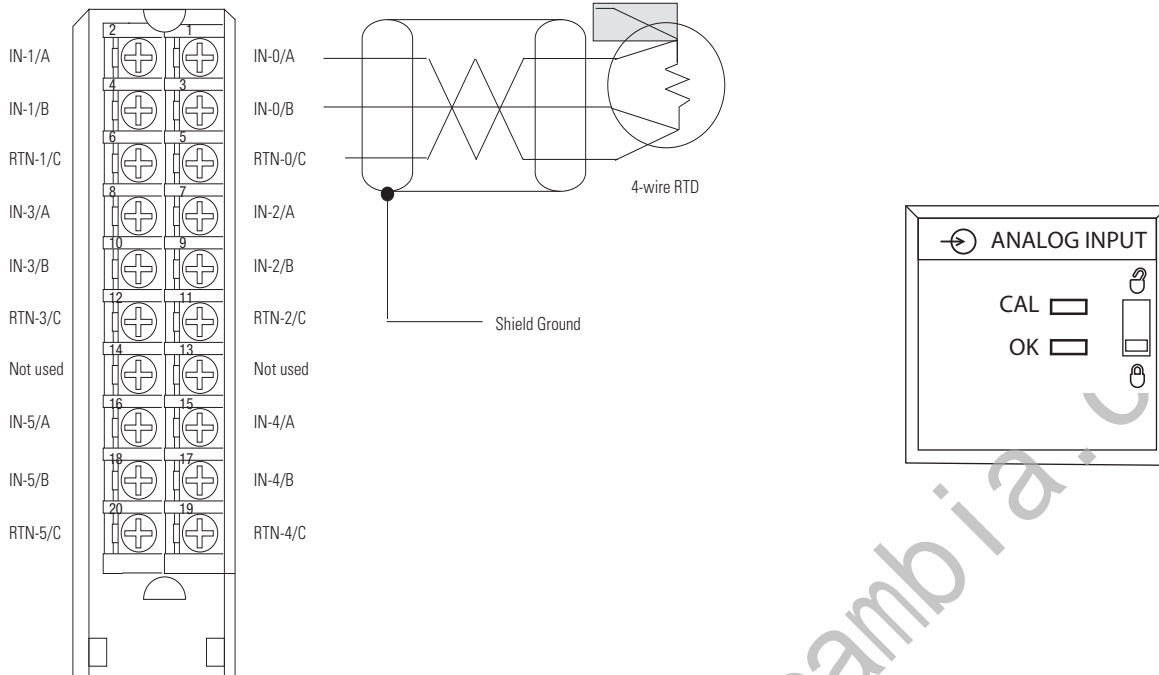 2 1
IN-1/A IN-0/A
4 3
IN-1/B IN-0/B
6 5
RTN-1/C RTN-0/C
8 7
4-wire RTD
IN-3/A IN-2/A
10 9
IN-3/B IN-2/B
12 11
RTN-3/C RTN-2/C
Shield Ground
14 13
Not used Not used
16 15
IN-5/A IN-4/A
18 17
IN-5/B IN-4/B
20 19
RTN-5/C RTN-4/C
ANALOG INPUT
CAL
OK